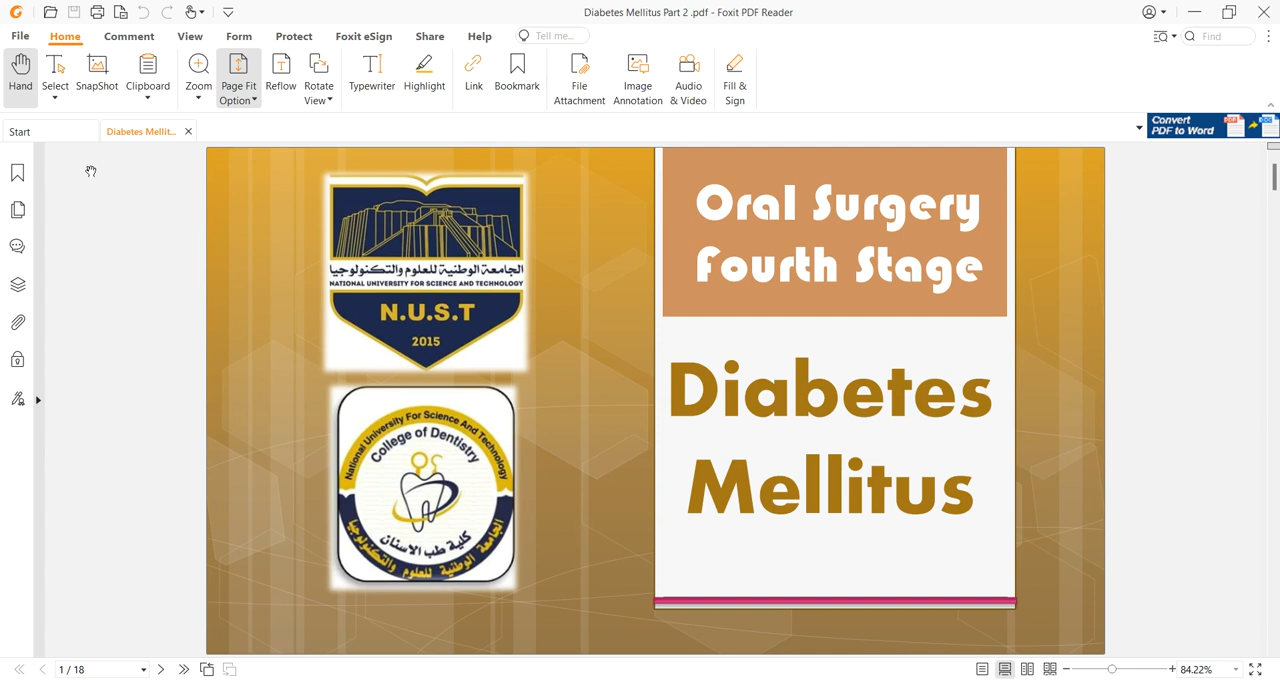 Diabetes Mellitus Part 2 .pdf - Foxit PDF Reader
File Home Comment View Form Protect Foxit eSign Share Help Tell me... Find
Hand Select SnapShot Clipboard Zoom Page Fit Option Reflow Rotate View Typewriter Highlight Link Bookmark File Attachment Image Annotation Audio & Video Fill & Sign
Start Diabetes Mellit...
Convert
PDF to Word
PDF
DOC
الجامعة الوطنية للعلوم والتكنولوجيا
NATIONAL UNIVERSITY FOR SCIENCE AND TECHNOLOGY
N.U.S.T
2015
National University For Science And Technology
College of Dentistry
كلية طب الاسنان
الجامعة الوطنية للعلوم والتكنولوجيا
Oral Surgery
Fourth Stage
Diabetes
Mellitus
1 / 18
84.22%